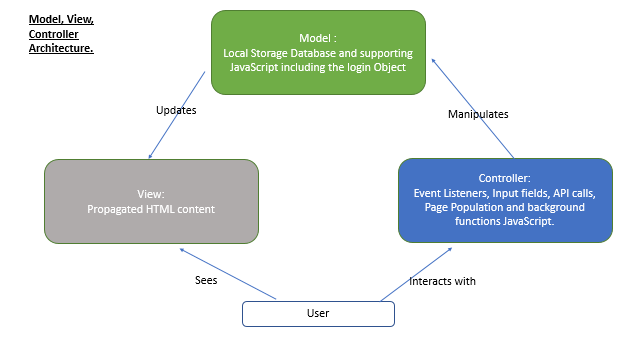 Model, View,
Controller
Architecture.
Model :
Local Storage Database and supporting
JavaScript including the login Object
Updates
Manipulates
View:
Propagated HTML content
Controller:
Event Listeners, Input fields, API calls,
Page Population and background
functions JavaScript.
Sees
Interacts with
User